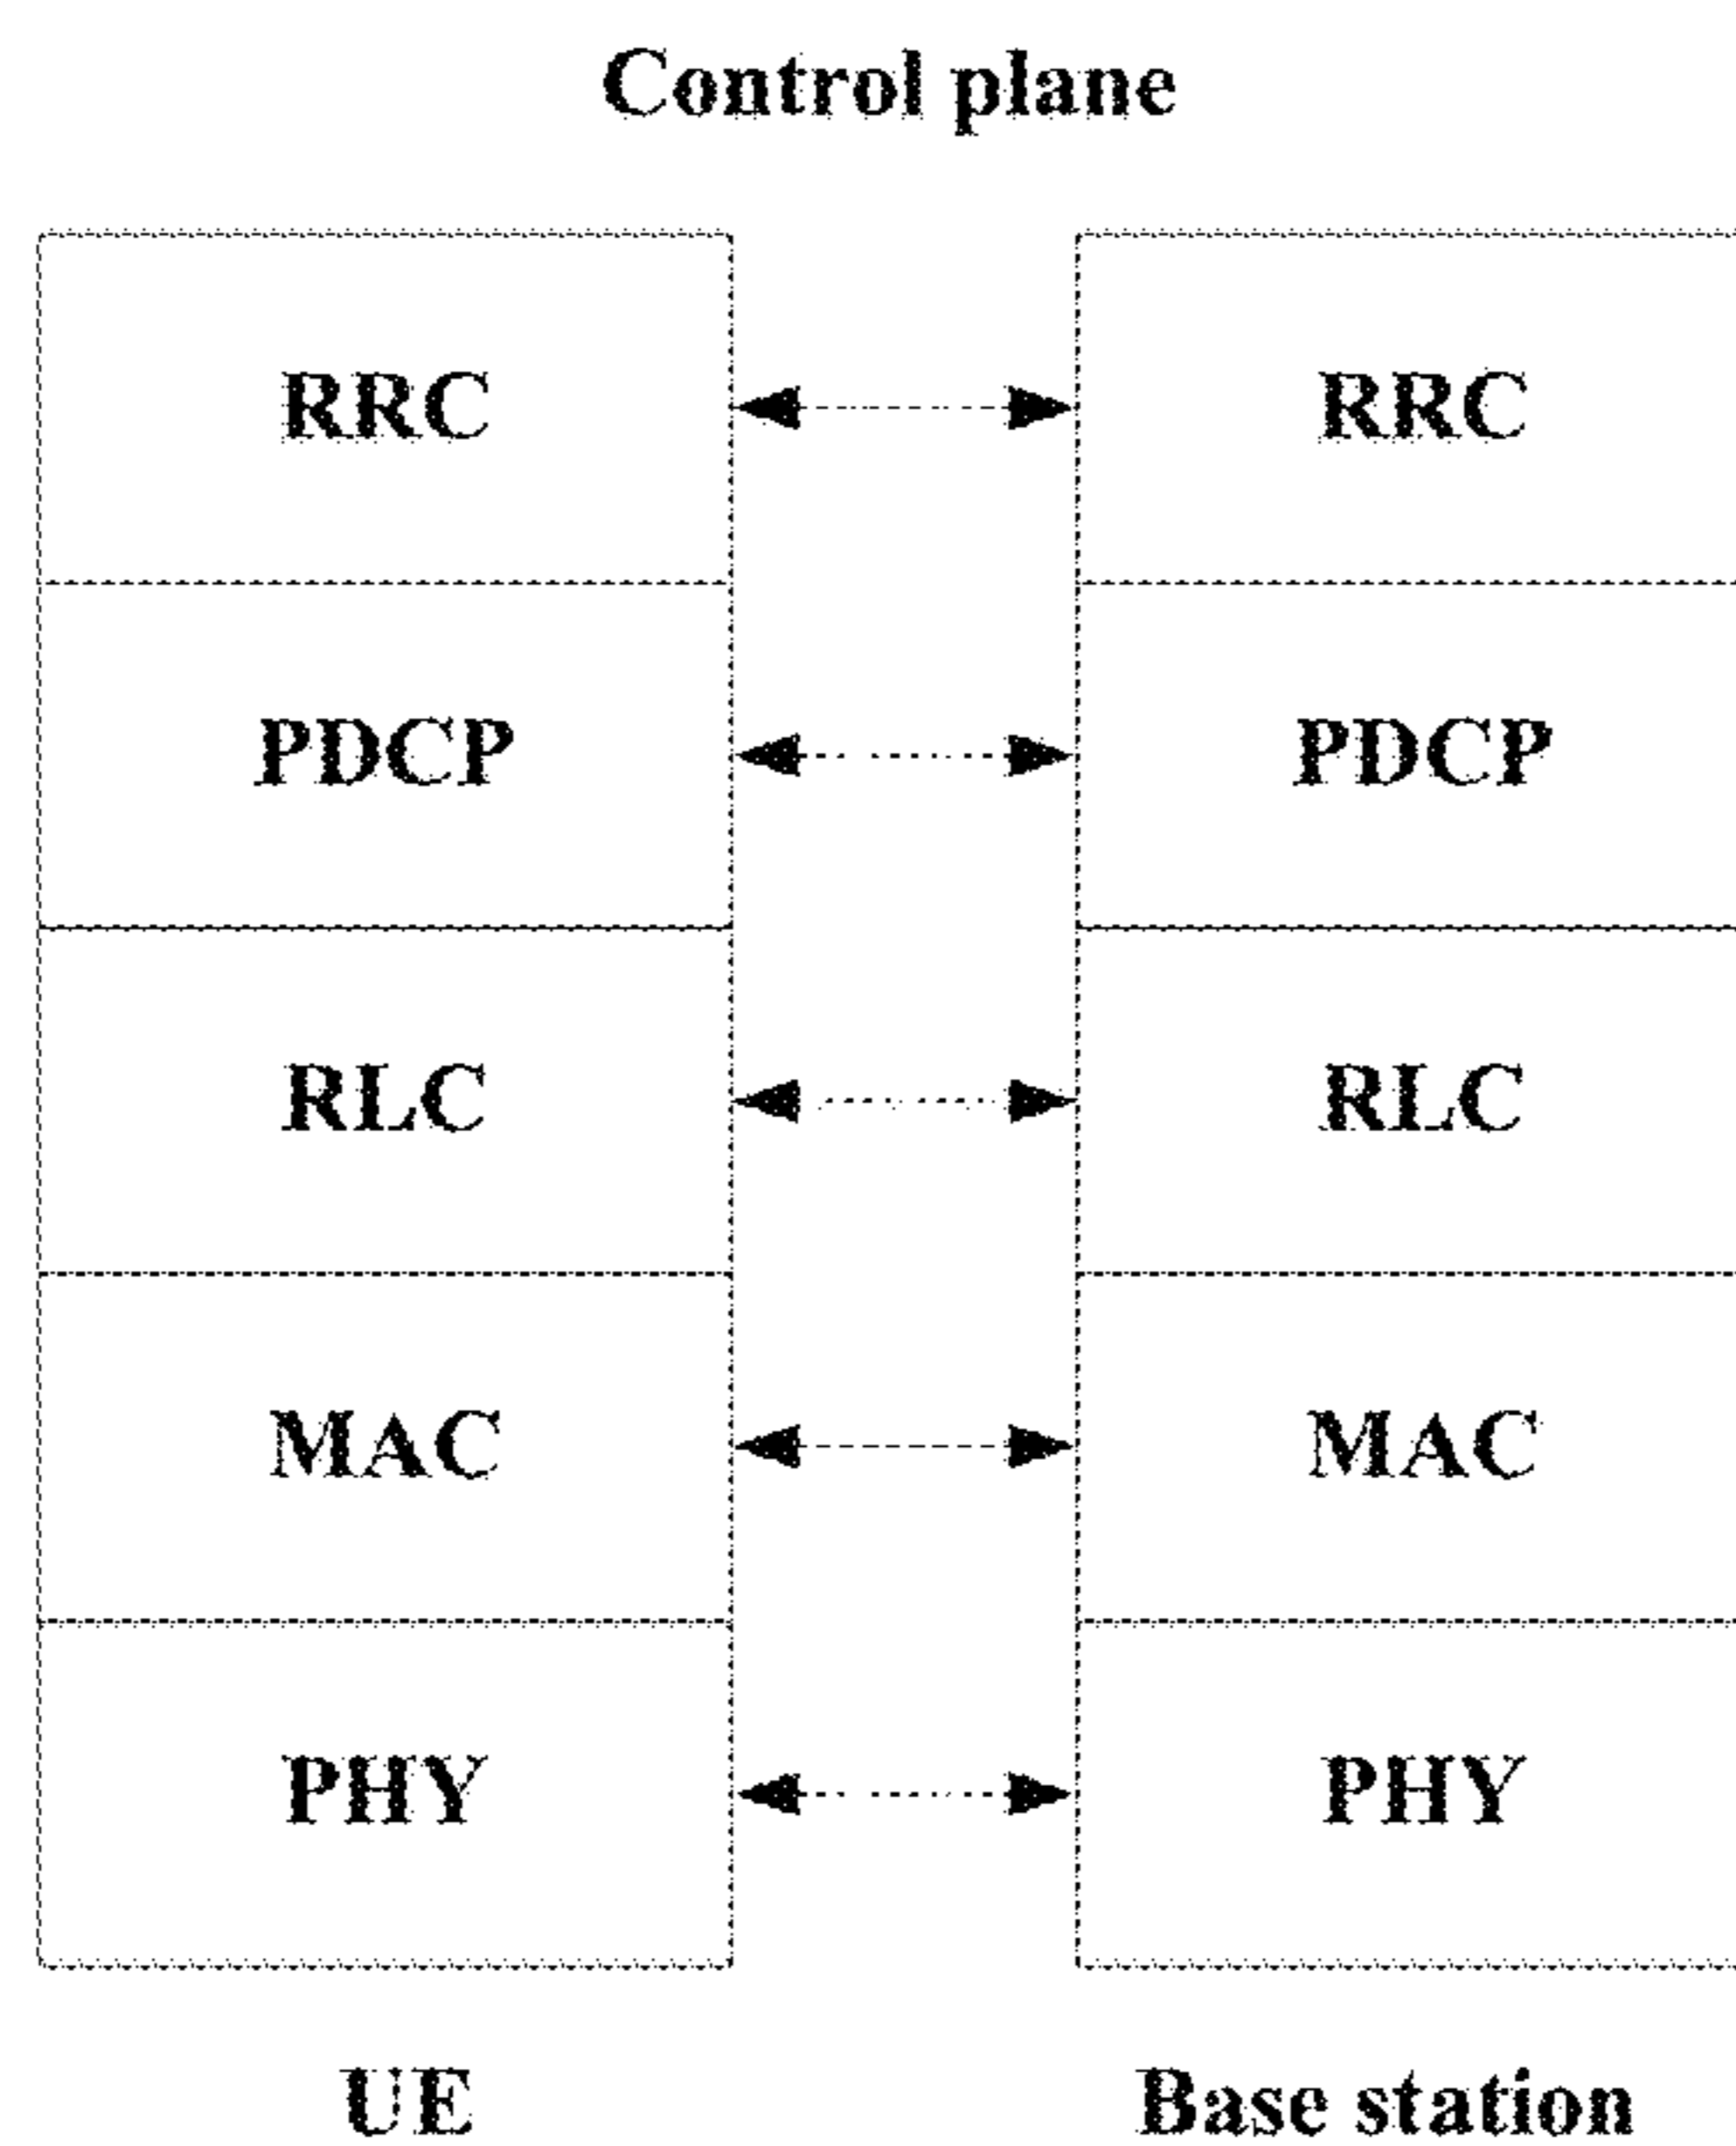 Control plane
RRC RRC
PDCP PDCP
RLC RLC
MAC MAC
PHY PHY
UE Base station